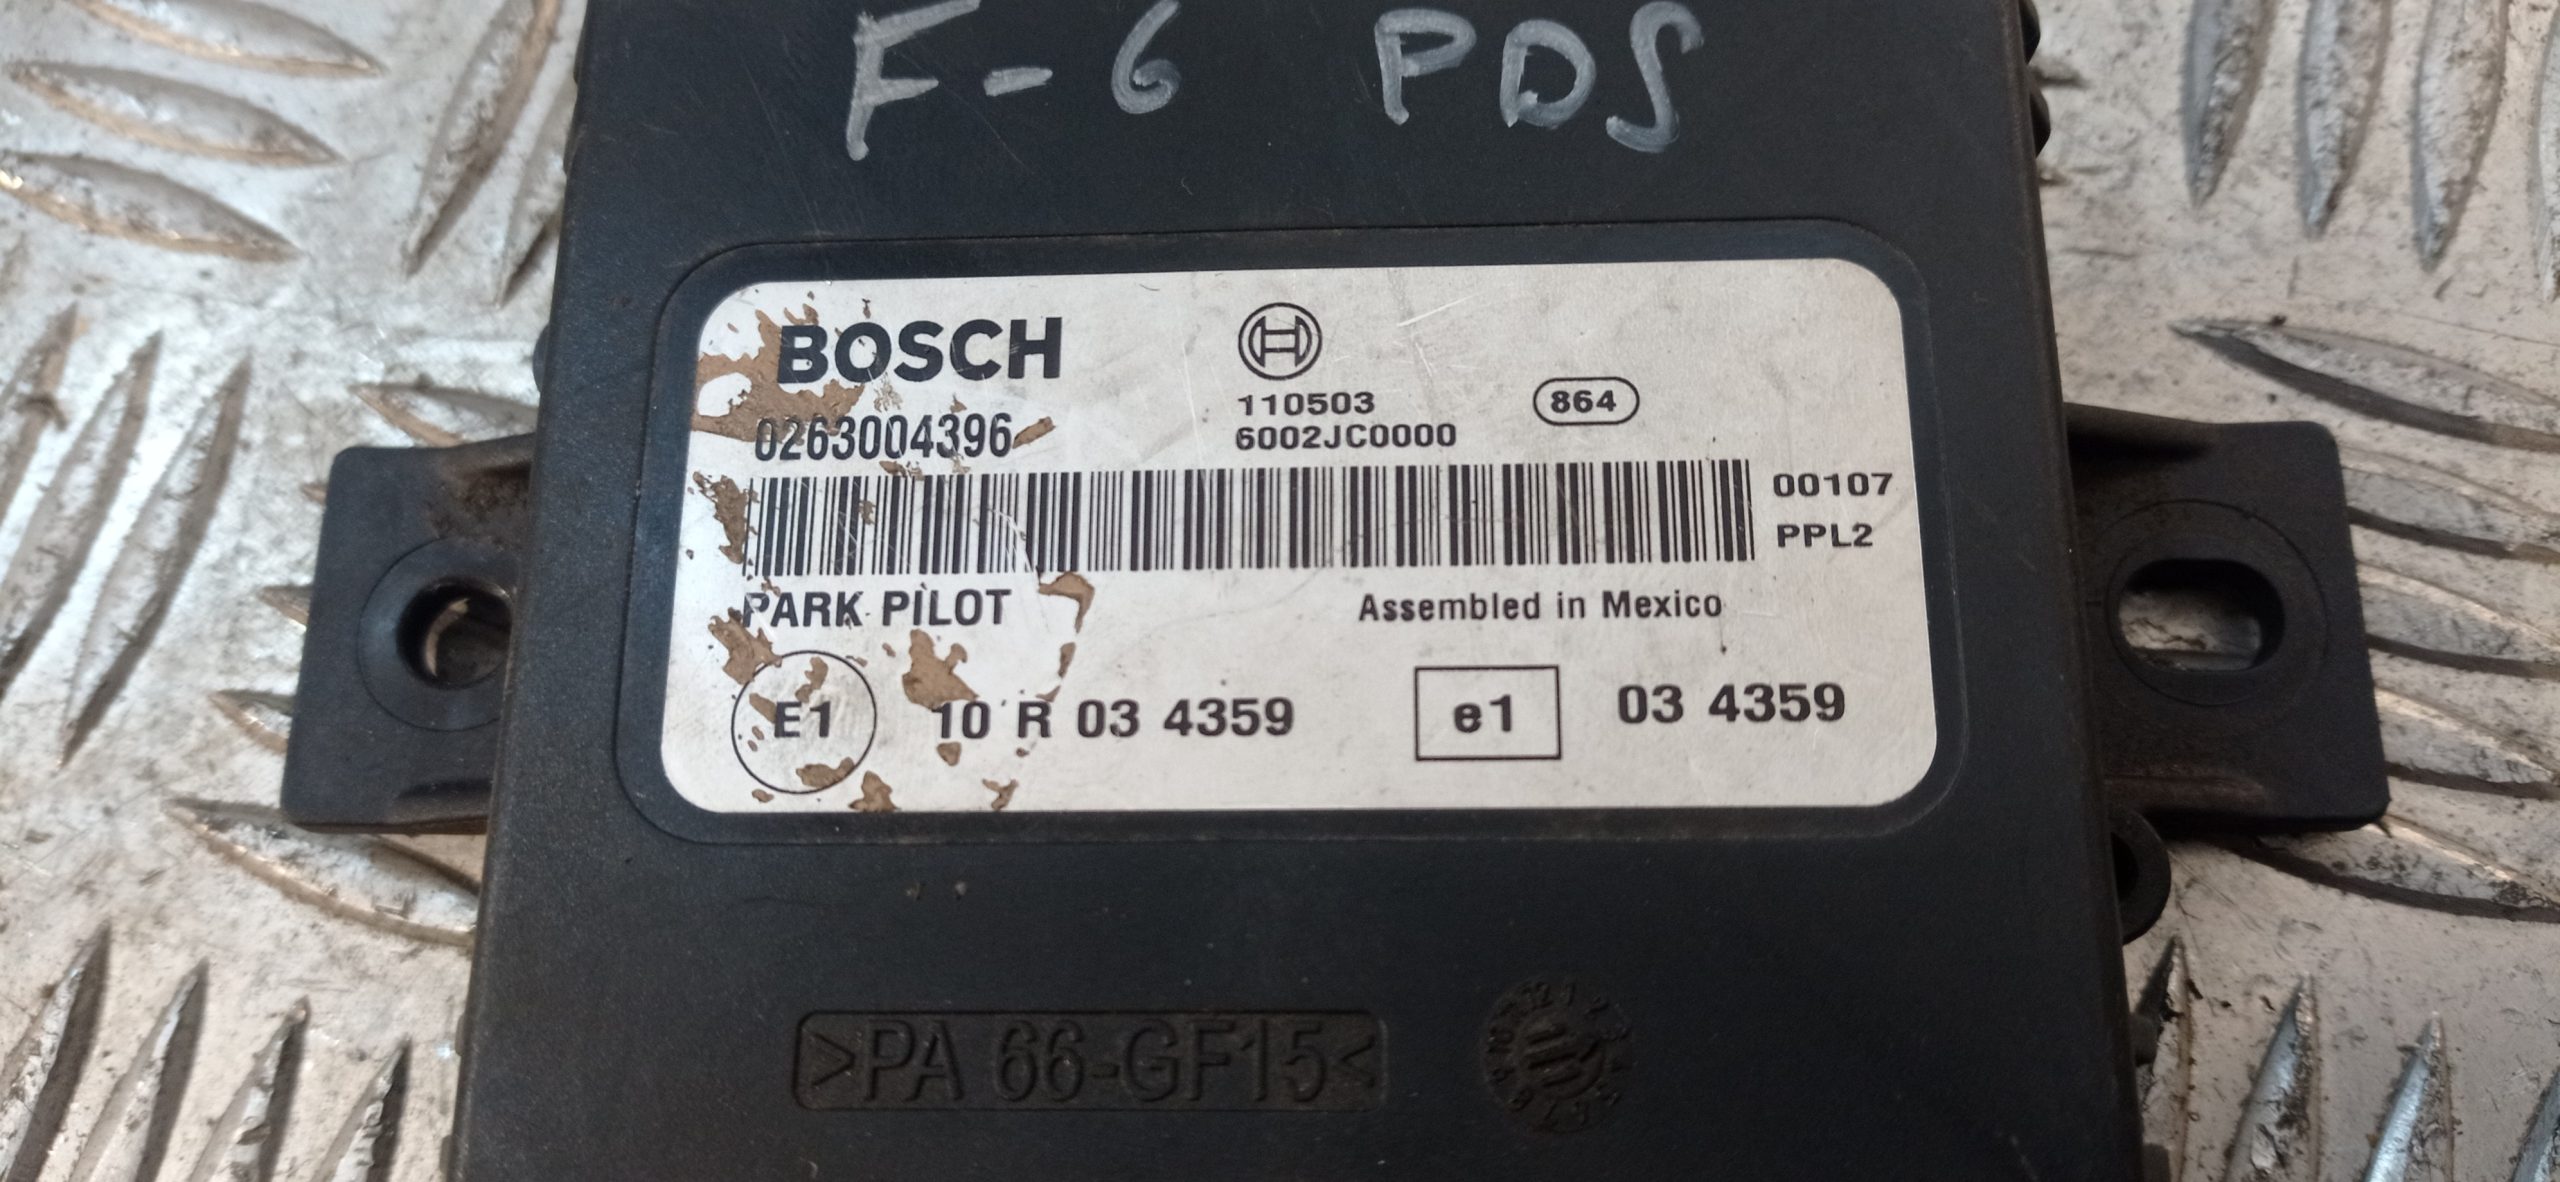 F-6 PDS
BOSCH
0263004396
110503
6002JC0000
864
00107
PPL2
PARK PILOT
Assembled in Mexico
E1 10 R 03 4359
e1 03 4359
>PA 66-GF15<